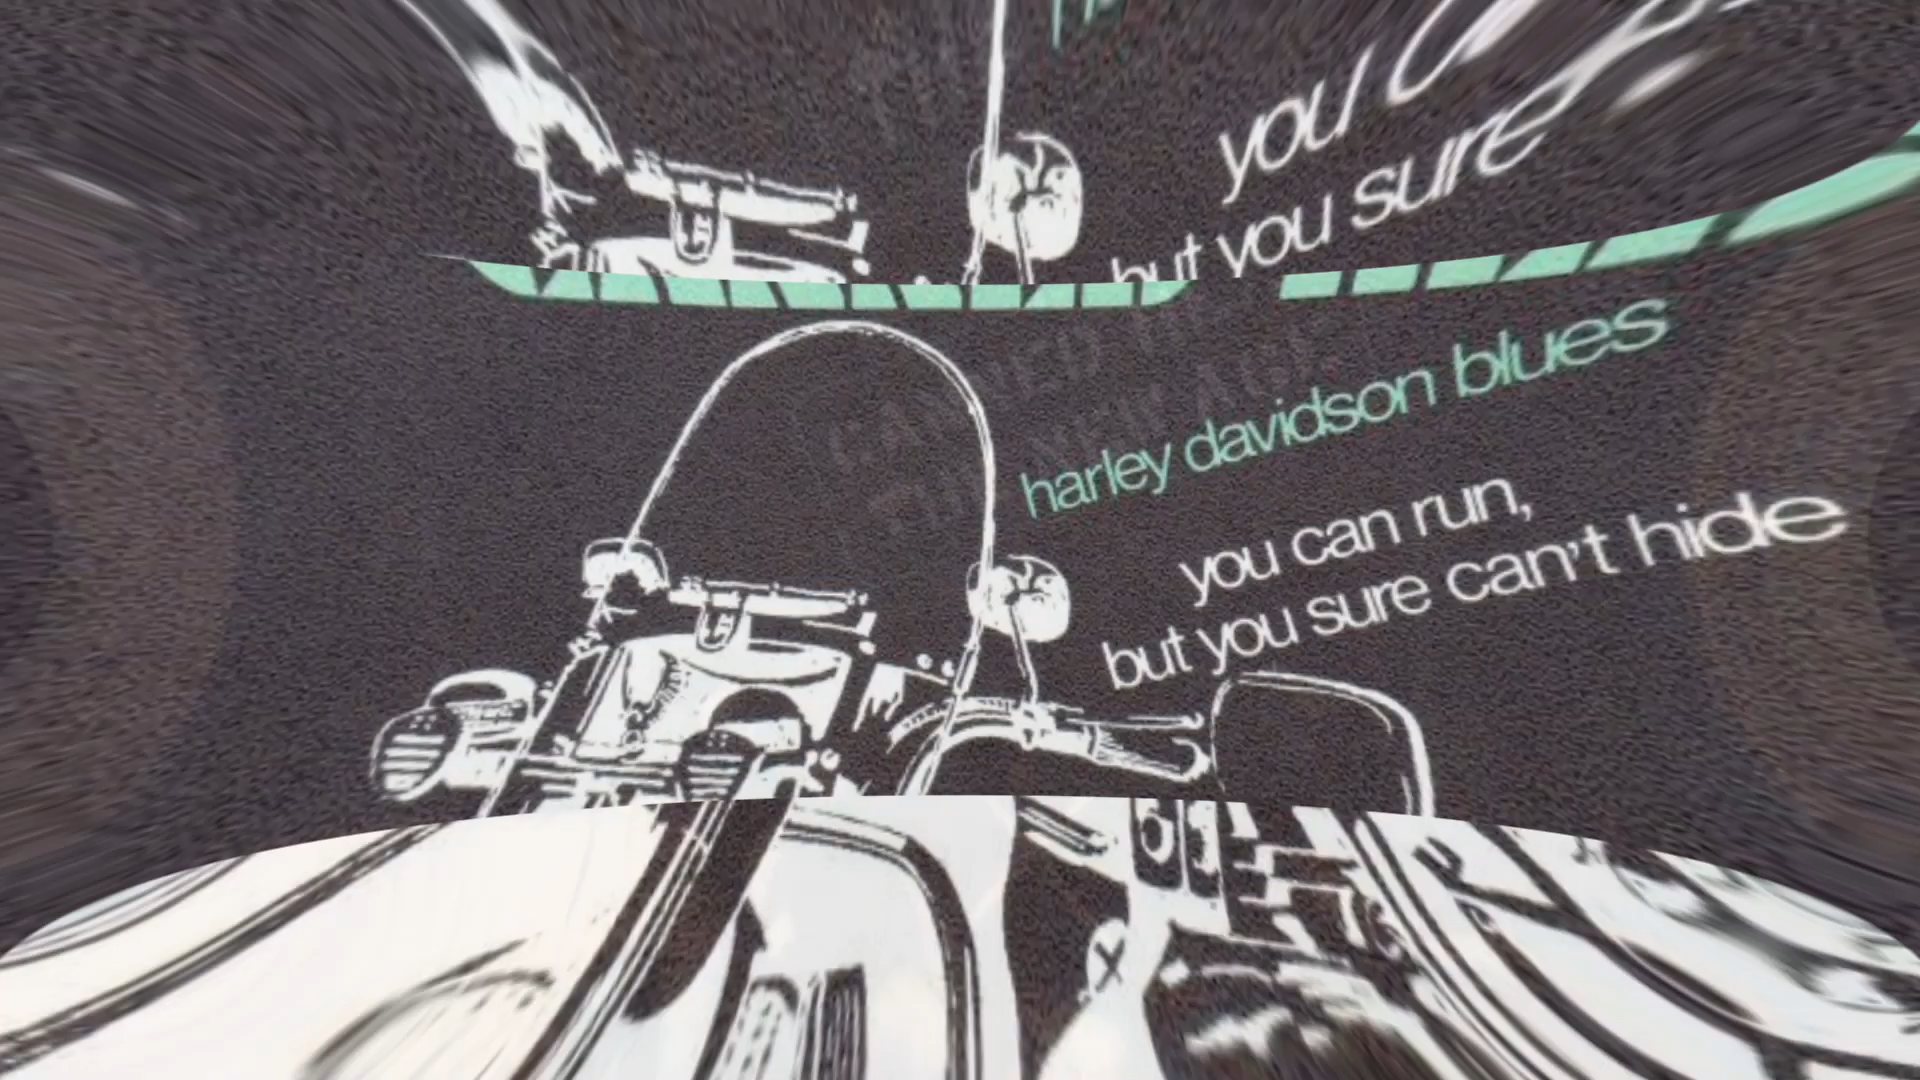 you
but you sure
harley davidson blues
you can run,
but you sure can't hide